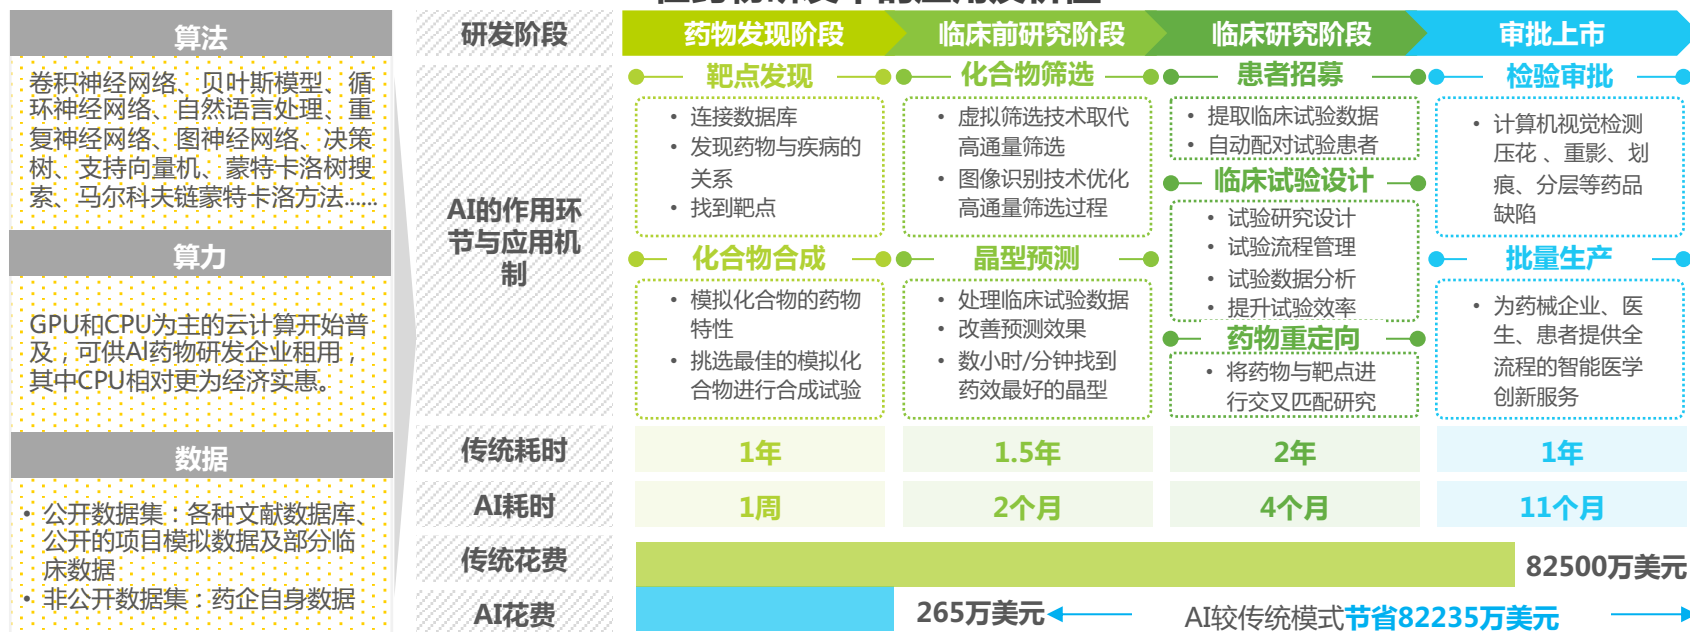 算法
卷积神经网络、贝叶斯模型、循
环神经网络、自然语言处理、重
复神经网络、图神经网络、决策
树、支持向量机、蒙特卡洛树搜
索、马尔科夫链蒙特卡洛方法......
算力
GPU和CPU为主的云计算开始普
及，可供AI药物研发企业租用，
其中CPU相对更为经济实惠。
数据
• 公开数据集：各种文献数据库、
公开的项目模拟数据及部分临
床数据
• 非公开数据集：药企自身数据
研发阶段
药物发现阶段
临床前研究阶段
临床研究阶段
审批上市
AI的作用环
节与应用机
制
靶点发现
• 连接数据库
• 发现药物与疾病的
关系
• 找到靶点
化合物合成
• 模拟化合物的药物
特性
• 挑选最佳的模拟化
合物进行合成试验
化合物筛选
• 虚拟筛选技术取代
高通量筛选
• 图像识别技术优化
高通量筛选过程
晶型预测
• 处理临床试验数据
• 改善预测效果
• 数小时/分钟找到
药效最好的晶型
患者招募
• 提取临床试验数据
• 自动配对试验患者
临床试验设计
• 试验研究设计
• 试验流程管理
• 试验数据分析
• 提升试验效率
药物重定向
• 将药物与靶点进
行交叉匹配研究
检验审批
• 计算机视觉检测
压花 、重影、划
痕、分层等药品
缺陷
批量生产
• 为药械企业、医
生、患者提供全
流程的智能医学
创新服务
传统耗时
1年
1.5年
2年
1年
AI耗时
1周
2个月
4个月
11个月
传统花费
82500万美元
AI花费
265万美元
AI较传统模式节省82235万美元